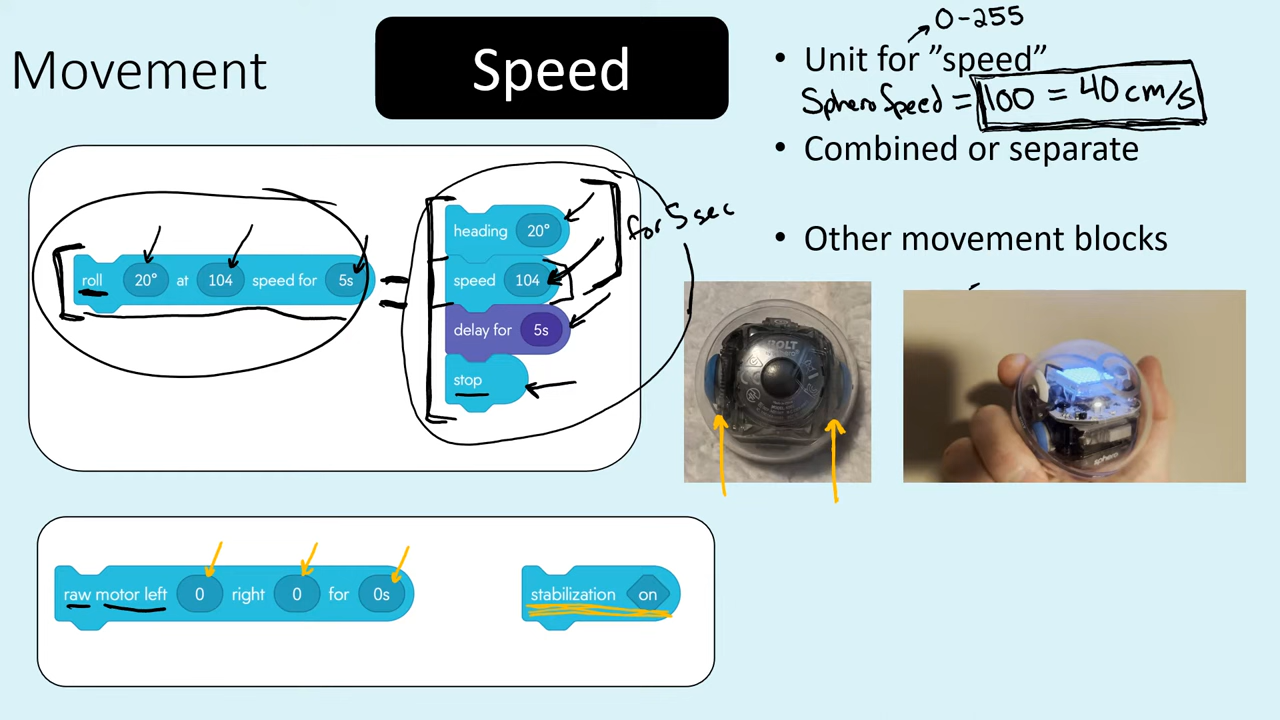 Movement
Speed
0-255
• Unit for ”speed”
Sphero Speed = 100 = 40 cm/s
• Combined or separate
• Other movement blocks
roll 20° at 104 speed for 5s
=
heading 20°
speed 104
delay for 5s
stop
for 5 sec
BOLT
sphero
raw motor left 0 right 0 for 0s
stabilization on